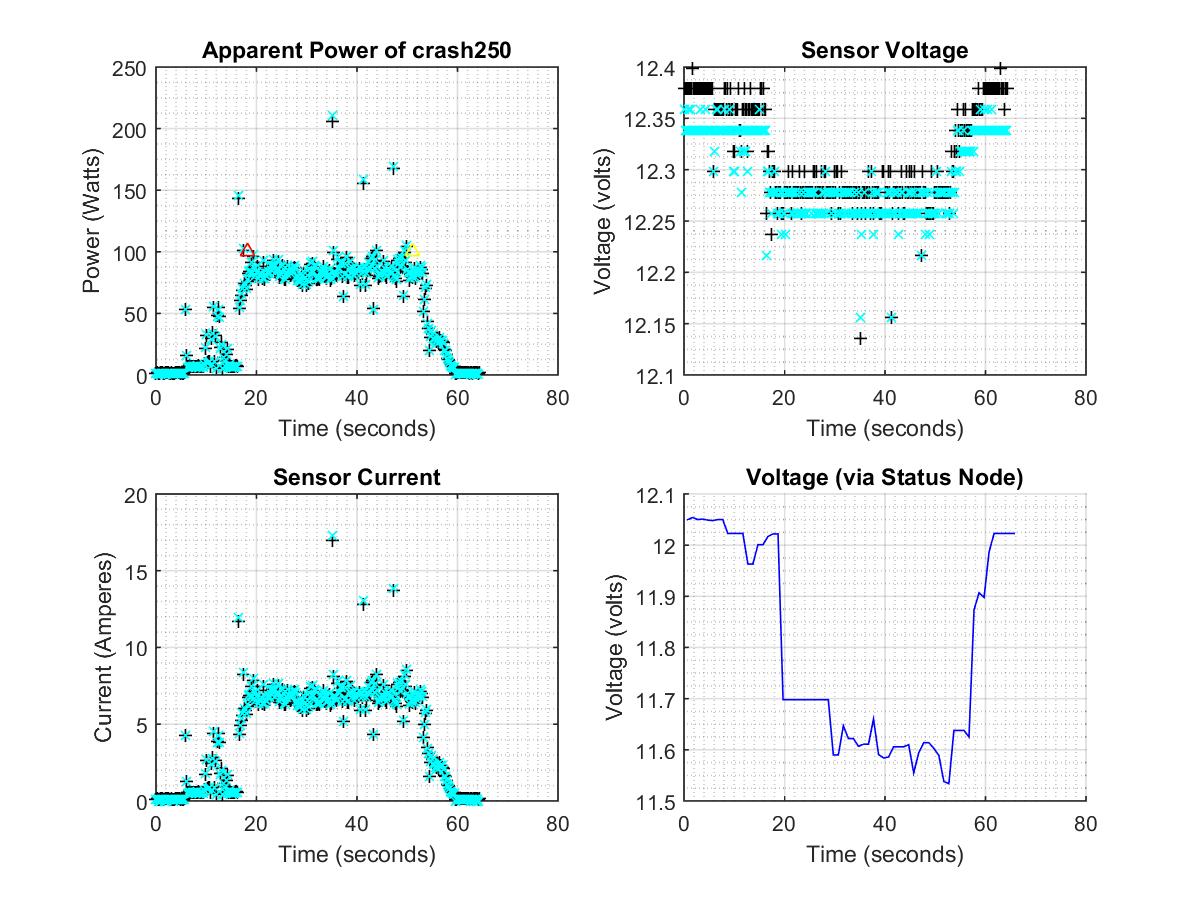 Apparent Power of crash250
250
200
150
100
50
0
Power (Watts)
0 20 40 60 80
Time (seconds)
Sensor Voltage
12.4
12.35
12.3
12.25
12.2
12.15
12.1
Voltage (volts)
0 20 40 60 80
Time (seconds)
Sensor Current
20
15
10
5
0
Current (Amperes)
0 20 40 60 80
Time (seconds)
Voltage (via Status Node)
12.1
12
11.9
11.8
11.7
11.6
11.5
Voltage (volts)
0 20 40 60 80
Time (seconds)